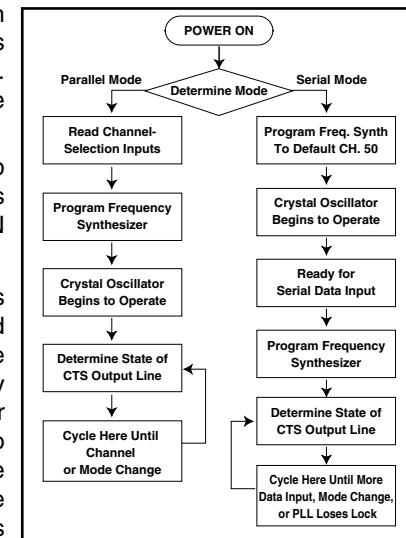 POWER ON
Parallel Mode
Serial Mode
Determine Mode
Read Channel-
Selection Inputs
Program Frequency
Synthesizer
Crystal Oscillator
Begins to Operate
Determine State of
CTS Output Line
Cycle Here Until
Channel
or Mode Change
Program Freq. Synth
To Default CH. 50
Crystal Oscillator
Begins to Operate
Ready for
Serial Data Input
Program Frequency
Synthesizer
Determine State of
CTS Output Line
Cycle Here Until More
Data Input, Mode Change,
or PLL Loses Lock